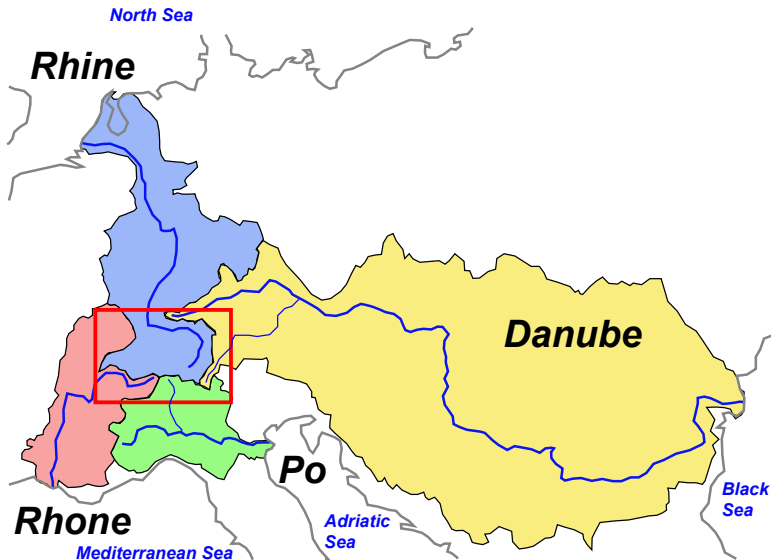 North Sea
Rhine
Danube
Po
Black
Sea
Rhone
Adriatic
Sea
Mediterranean Sea